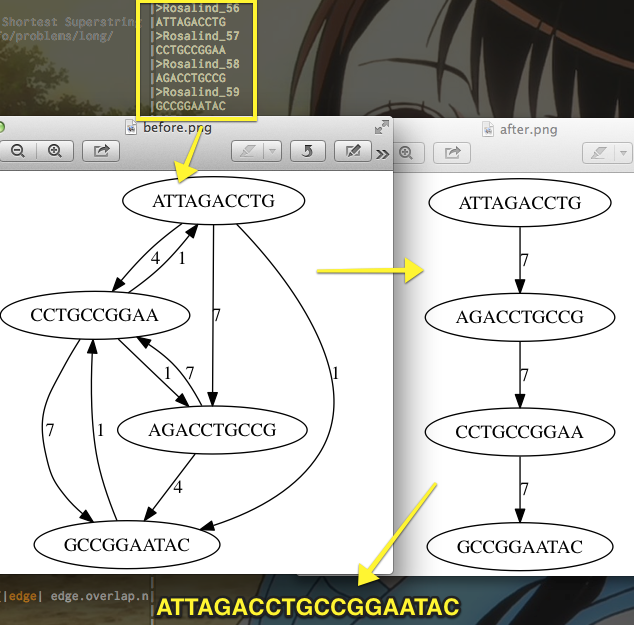 Shortest Superstring
o/problems/long/
>Rosalind_56
ATTAGACCTG
>Rosalind_57
CCTGCCGGAA
>Rosalind_58
AGACCTGCCG
>Rosalind_59
GCCGGAATAC
before.png
after.png
ATTAGACCTG
4
1
CCTGCCGGAA
7
1
7
1
AGACCTGCCG
7
1
4
GCCGGAATAC
ATTAGACCTG
7
AGACCTGCCG
7
CCTGCCGGAA
7
GCCGGAATAC
|edge| edge.overlap.n
ATTAGACCTGCCGGAATAC